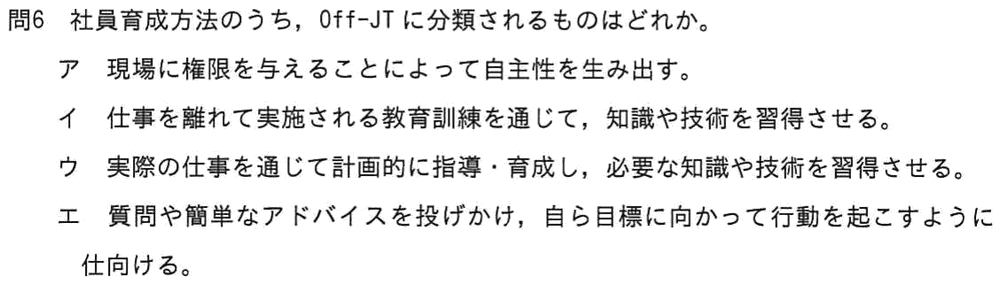 問6 社員育成方法のうち，Off-JTに分類されるものはどれか。
ア 現場に権限を与えることによって自主性を生み出す。
イ 仕事を離れて実施される教育訓練を通じて，知識や技術を習得させる。
ウ 実際の仕事を通じて計画的に指導・育成し，必要な知識や技術を習得させる。
エ 質問や簡単なアドバイスを投げかけ，自ら目標に向かって行動を起こすように
仕向ける。